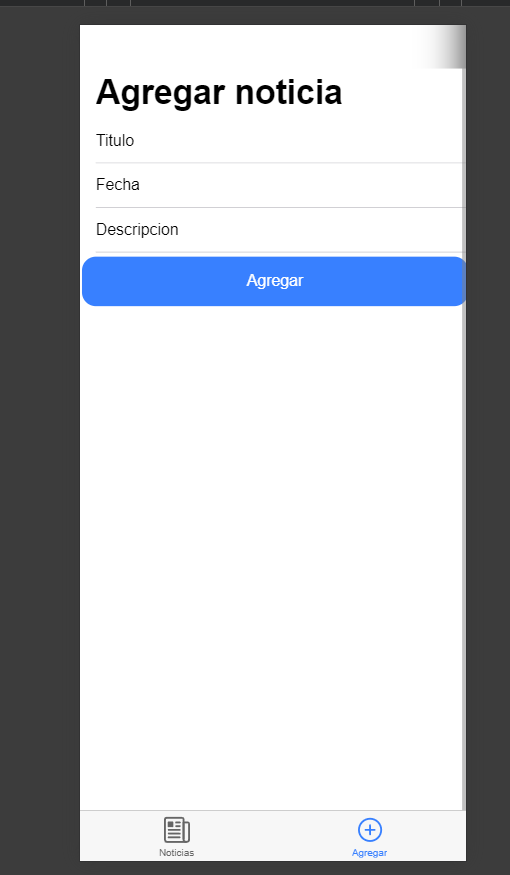 Agregar noticia
Titulo
Fecha
Descripcion
Agregar
Noticias
Agregar